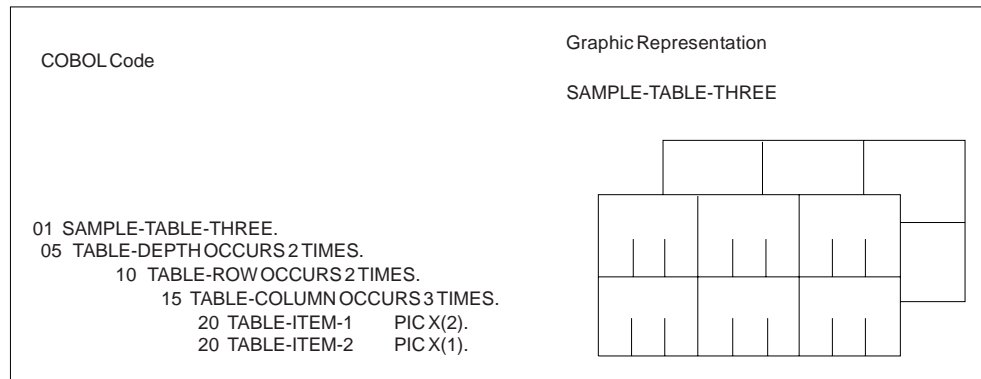 COBOL Code
Graphic Representation
SAMPLE-TABLE-THREE
01 SAMPLE-TABLE-THREE.
05 TABLE-DEPTH OCCURS 2 TIMES.
10 TABLE-ROW OCCURS 2 TIMES.
15 TABLE-COLUMN OCCURS 3 TIMES.
20 TABLE-ITEM-1 PIC X(2).
20 TABLE-ITEM-2 PIC X(1).